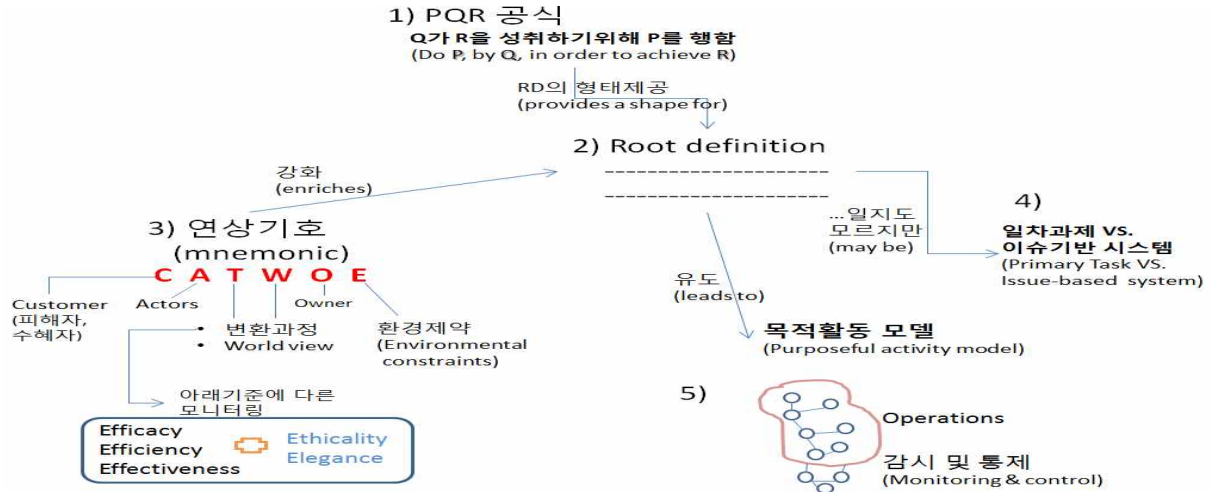 1) PQR 공식
Q가 R을 성취하기위해 P를 행함
(Do P, by Q, in order to achieve R)
RD의 형태제공
(provides a shape for)
2) Root definition
강화
(enriches)
3) 연상기호
(mnemonic)
C A T W O E
Customer
(피해자,
수혜자)
Actors
Owner
• 변환과정
• World view
환경제약
(Environmental
constraints)
아래기준에 다른
모니터링
Efficacy
Efficiency
Effectiveness
Ethicality
Elegance
...일지도
모르지만
(may be)
4)
일차과제 VS.
이슈기반 시스템
(Primary Task VS.
Issue-based system)
유도
(leads to)
목적활동 모델
(Purposeful activity model)
5)
Operations
감시 및 통제
(Monitoring & control)